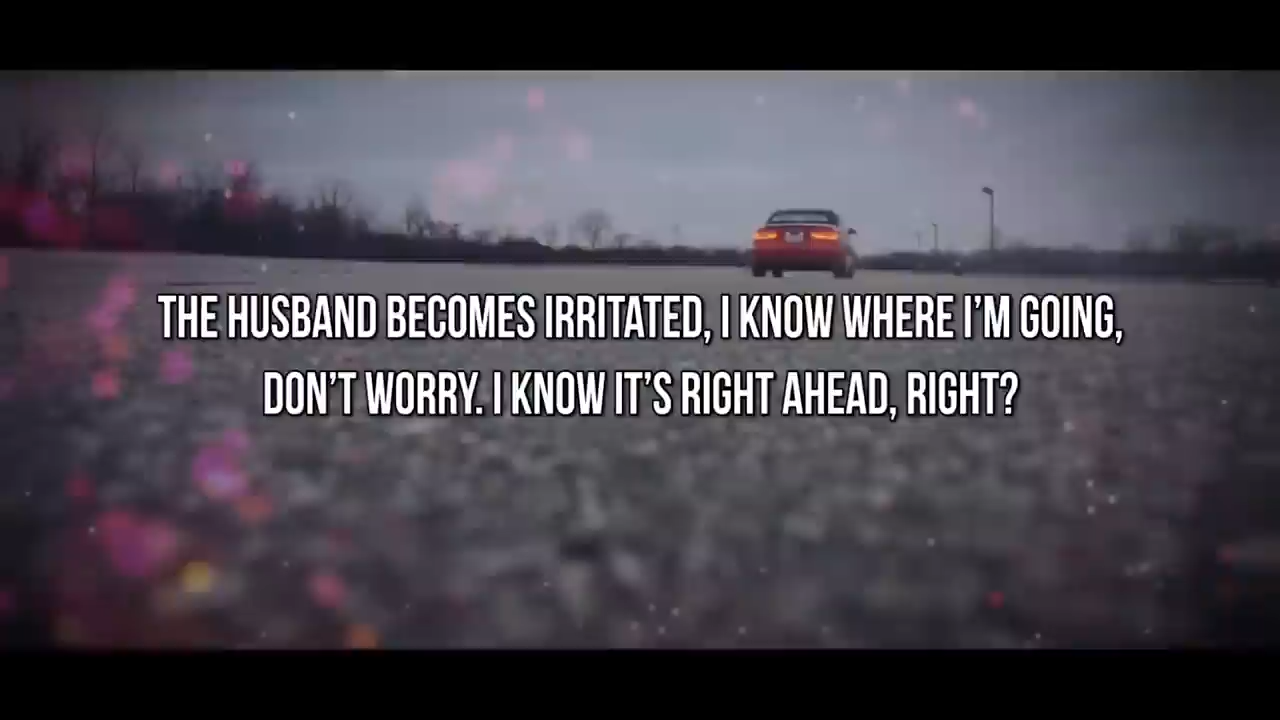 THE HUSBAND BECOMES IRRITATED, I KNOW WHERE I'M GOING,
DON'T WORRY. I KNOW IT'S RIGHT AHEAD, RIGHT?